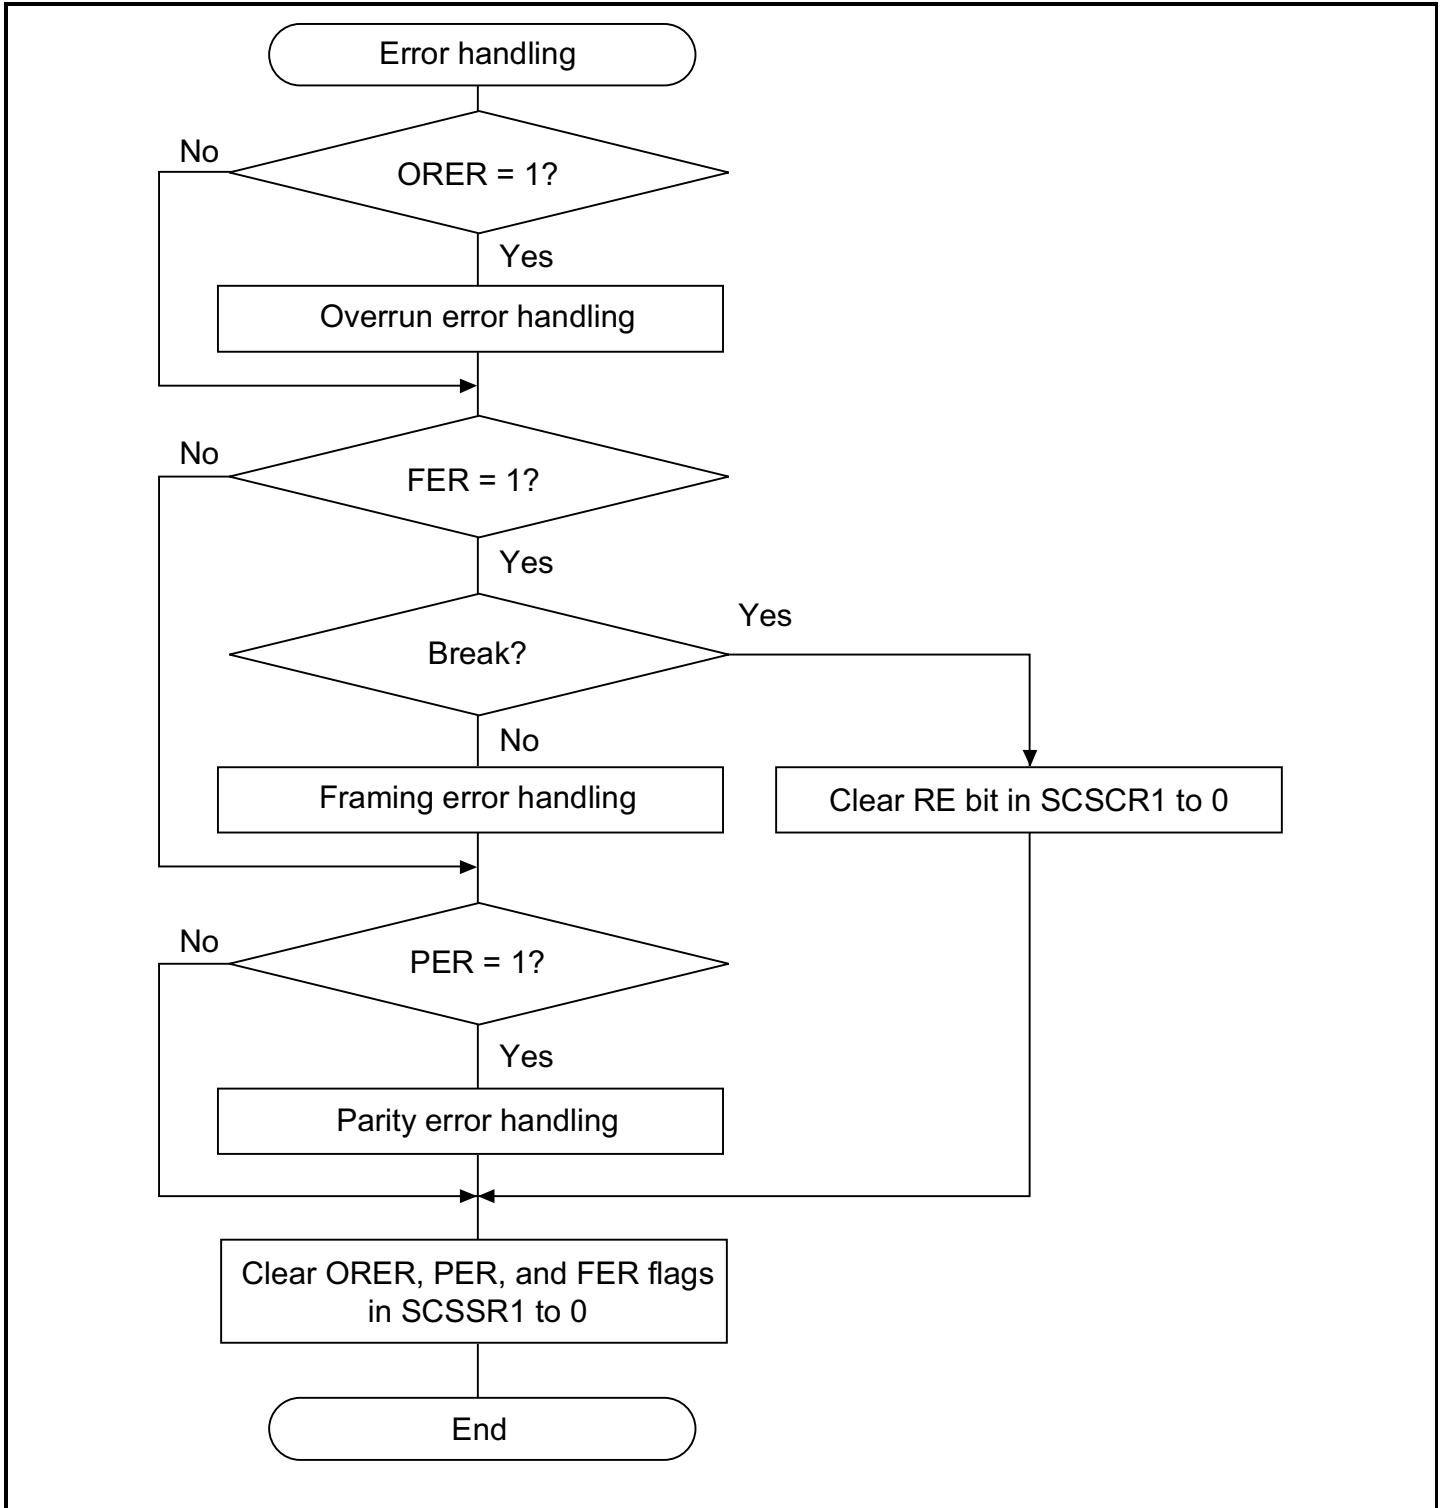 Error handling
No
ORER = 1?
Yes
Overrun error handling
No
FER = 1?
Yes
Yes
Break?
No
Framing error handling
Clear RE bit in SCSCR1 to 0
No
PER = 1?
Yes
Parity error handling
Clear ORER, PER, and FER flags
in SCSSR1 to 0
End